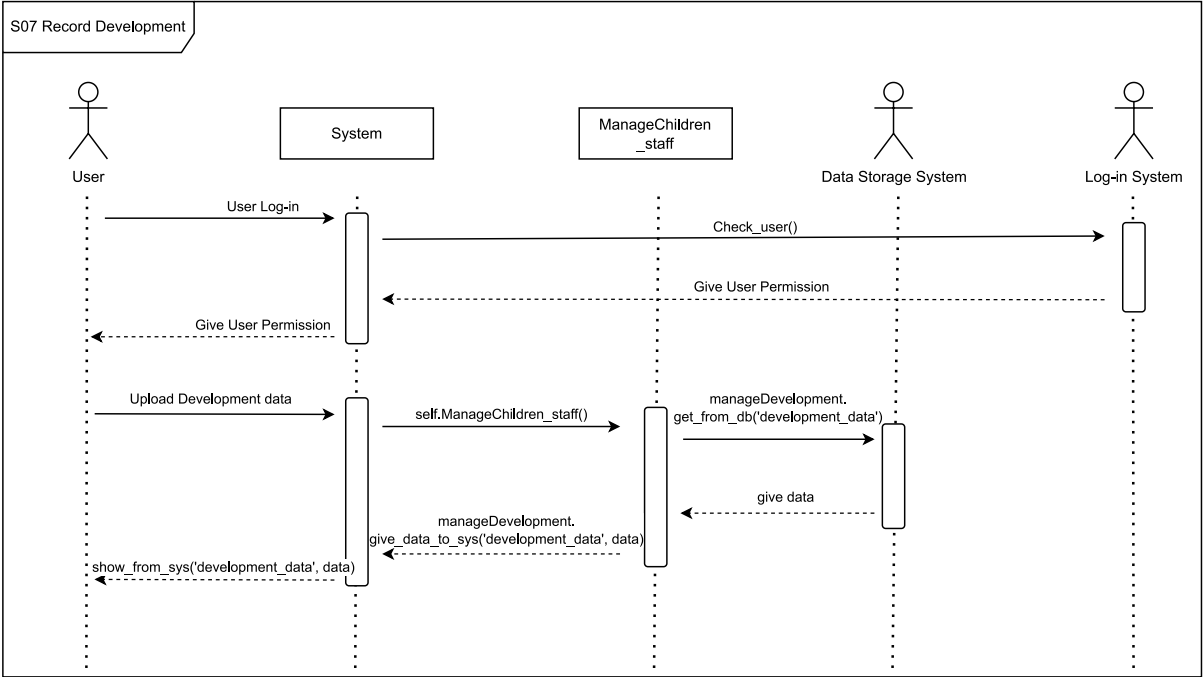 S07 Record Development
System
ManageChildren
_staff
User
Data Storage System
Log-in System
User Log-in
Check_user()
Give User Permission
Give User Permission
Upload Development data
self.ManageChildren_staff()
manageDevelopment.
get_from_db('development_data')
give data
manageDevelopment.
give_data_to_sys('development_data', data)
show_from_sys('development_data', data)